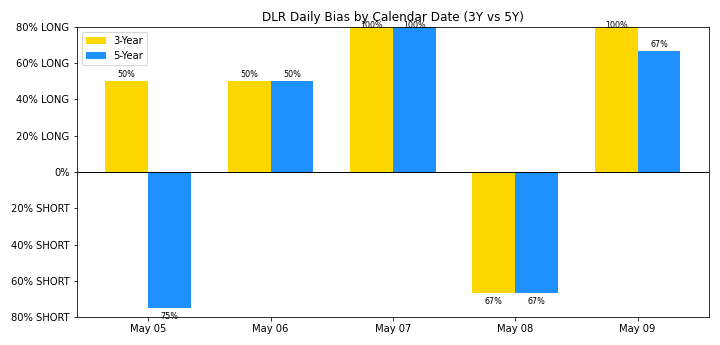 DLR Daily Bias by Calendar Date (3Y vs 5Y)
80% LONG
60% LONG
40% LONG
20% LONG
0%
20% SHORT
40% SHORT
60% SHORT
80% SHORT
3-Year
5-Year
50%
75%
50%
50%
100%
100%
67%
67%
100%
67%
May 05
May 06
May 07
May 08
May 09